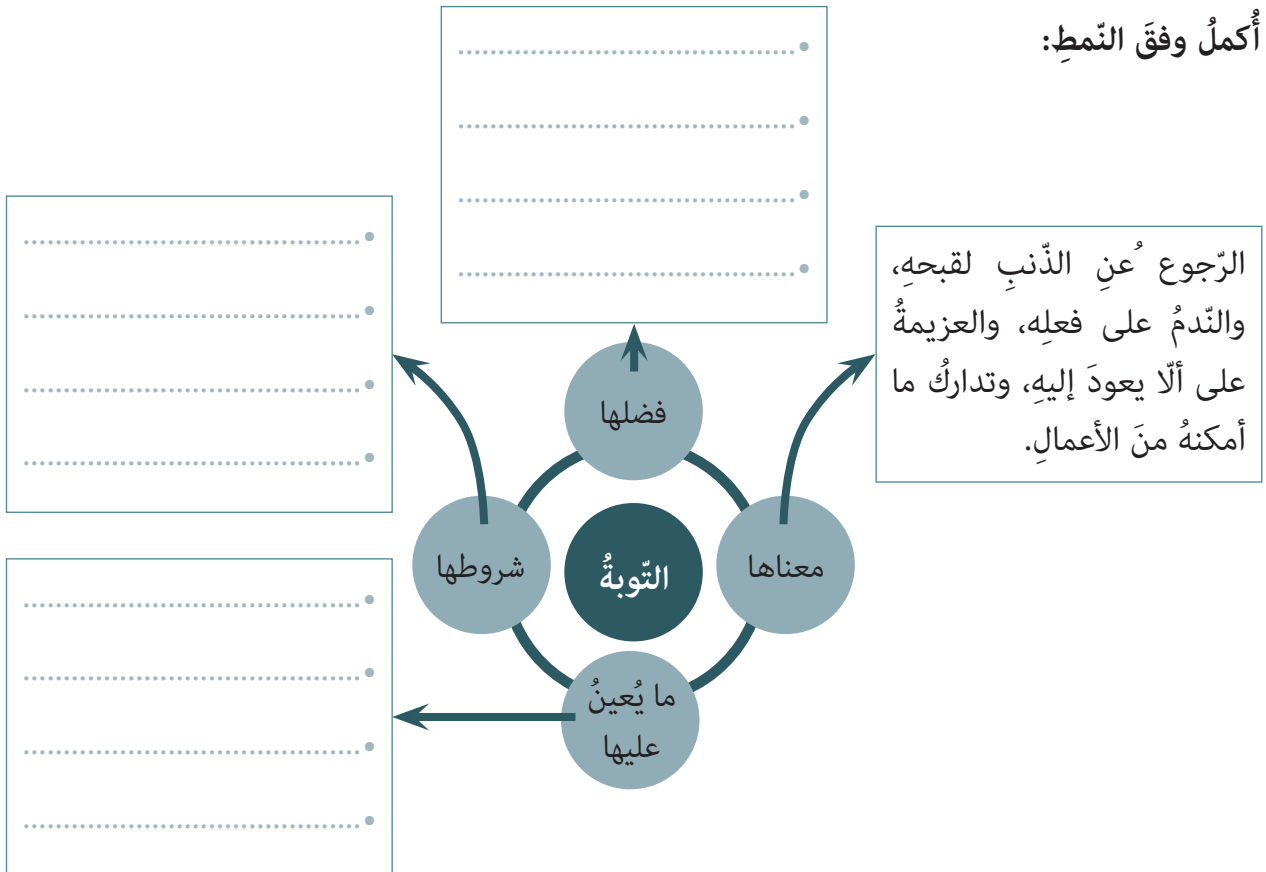 أُكملُ وفقَ النّمطِ:
الرّجوع ُعنِ الذّنبِ لقبحهِ،
والنّدمُ على فعلِه، والعزيمةُ
على ألّا يعودَ إليهِ، وتداركُ ما
أمكنهُ منَ الأعمالِ.
فضلها
معناها
التّوبةُ
شروطها
ما يُعينُ
عليها